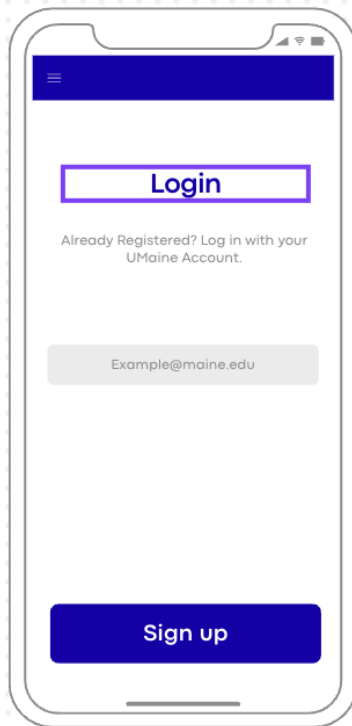 Login
Already Registered? Log in with your
UMaine Account.
Example@maine.edu
Sign up